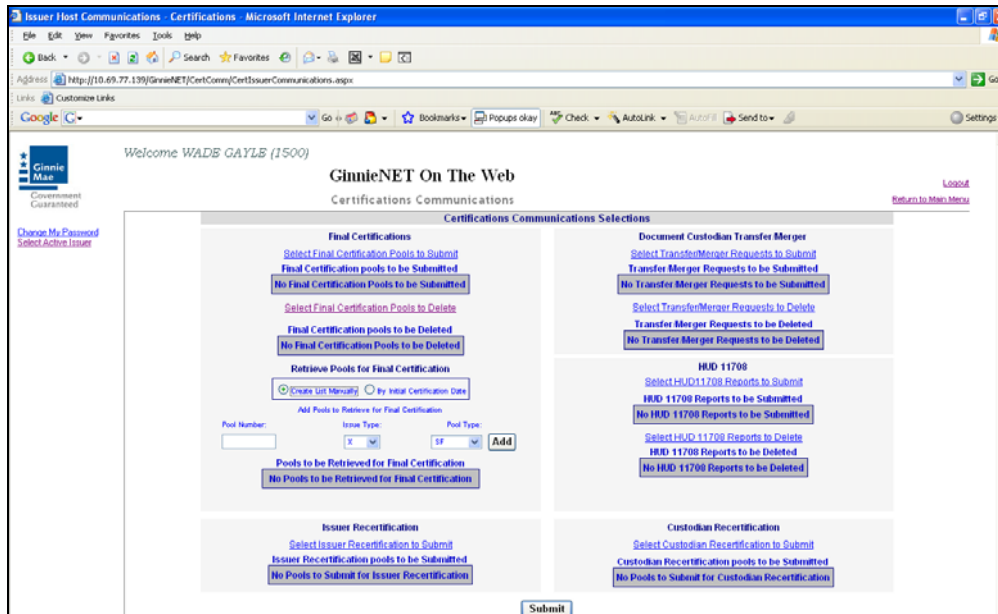 Issuer Host Communications - Certifications - Microsoft Internet Explorer
File Edit View Favorites Tools Help
Back Search Favorites
Address http://10.69.77.139/GinnieNET/CertComm/CertIssuerCommunications.aspx Go
Links Customize Links
Google G Go Bookmarks Popups okay Check AutoLink AutoFill Send to Settings
Welcome WADE GAYLE (1500)
Ginnie
Mae
Government
Guaranteed
GinnieNET On The Web
Certifications Communications
Logout
Return to Main Menu
Change My Password
Select Active Issuer
Certifications Communications Selections
Final Certifications
Select Final Certification Pools to Submit
Final Certification pools to be Submitted
No Final Certification Pools to be Submitted
Select Final Certification Pools to Delete
Final Certification pools to be Deleted
No Final Certification Pools to be Deleted
Retrieve Pools for Final Certification
Create List Manually By Initial Certification Date
Add Pools to Retrieve for Final Certification
Pool Number: Issue Type: Pool Type:
X SF Add
Pools to be Retrieved for Final Certification
No Pools to be Retrieved for Final Certification
Document Custodian Transfer/Merger
Select Transfer/Merger Requests to Submit
Transfer/Merger Requests to be Submitted
No Transfer/Merger Requests to be Submitted
Select Transfer/Merger Requests to Delete
Transfer/Merger Requests to be Deleted
No Transfer/Merger Requests to be Deleted
HUD 11708
Select HUD11708 Reports to Submit
HUD 11708 Reports to be Submitted
No HUD 11708 Reports to be Submitted
Select HUD 11708 Reports to Delete
HUD 11708 Reports to be Deleted
No HUD 11708 Reports to be Deleted
Issuer Recertification
Select Issuer Recertification to Submit
Issuer Recertification pools to be Submitted
No Pools to Submit for Issuer Recertification
Custodian Recertification
Select Custodian Recertification to Submit
Custodian Recertification pools to be Submitted
No Pools to Submit for Custodian Recertification
Submit